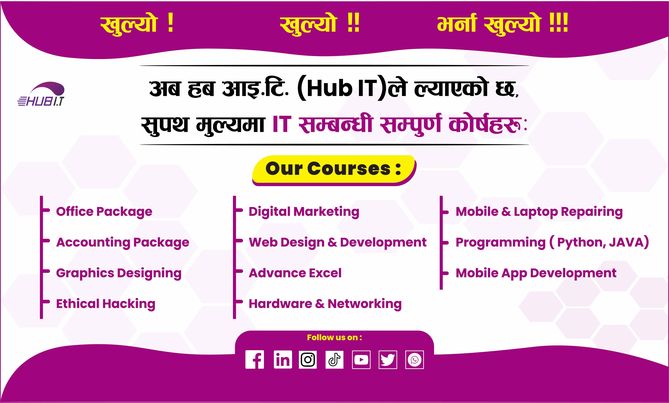 खुल्यो ! खुल्यो !! भर्ना खुल्यो !!!
HUB I.T
अब हब आइ.टि. (Hub IT)ले ल्याएको छ,
सुपथ मुल्यमा IT सम्बन्धी सम्पुर्ण कोर्षहरू:
Our Courses :
Office Package
Accounting Package
Graphics Designing
Ethical Hacking
Digital Marketing
Web Design & Development
Advance Excel
Hardware & Networking
Mobile & Laptop Repairing
Programming ( Python, JAVA)
Mobile App Development
Follow us on :